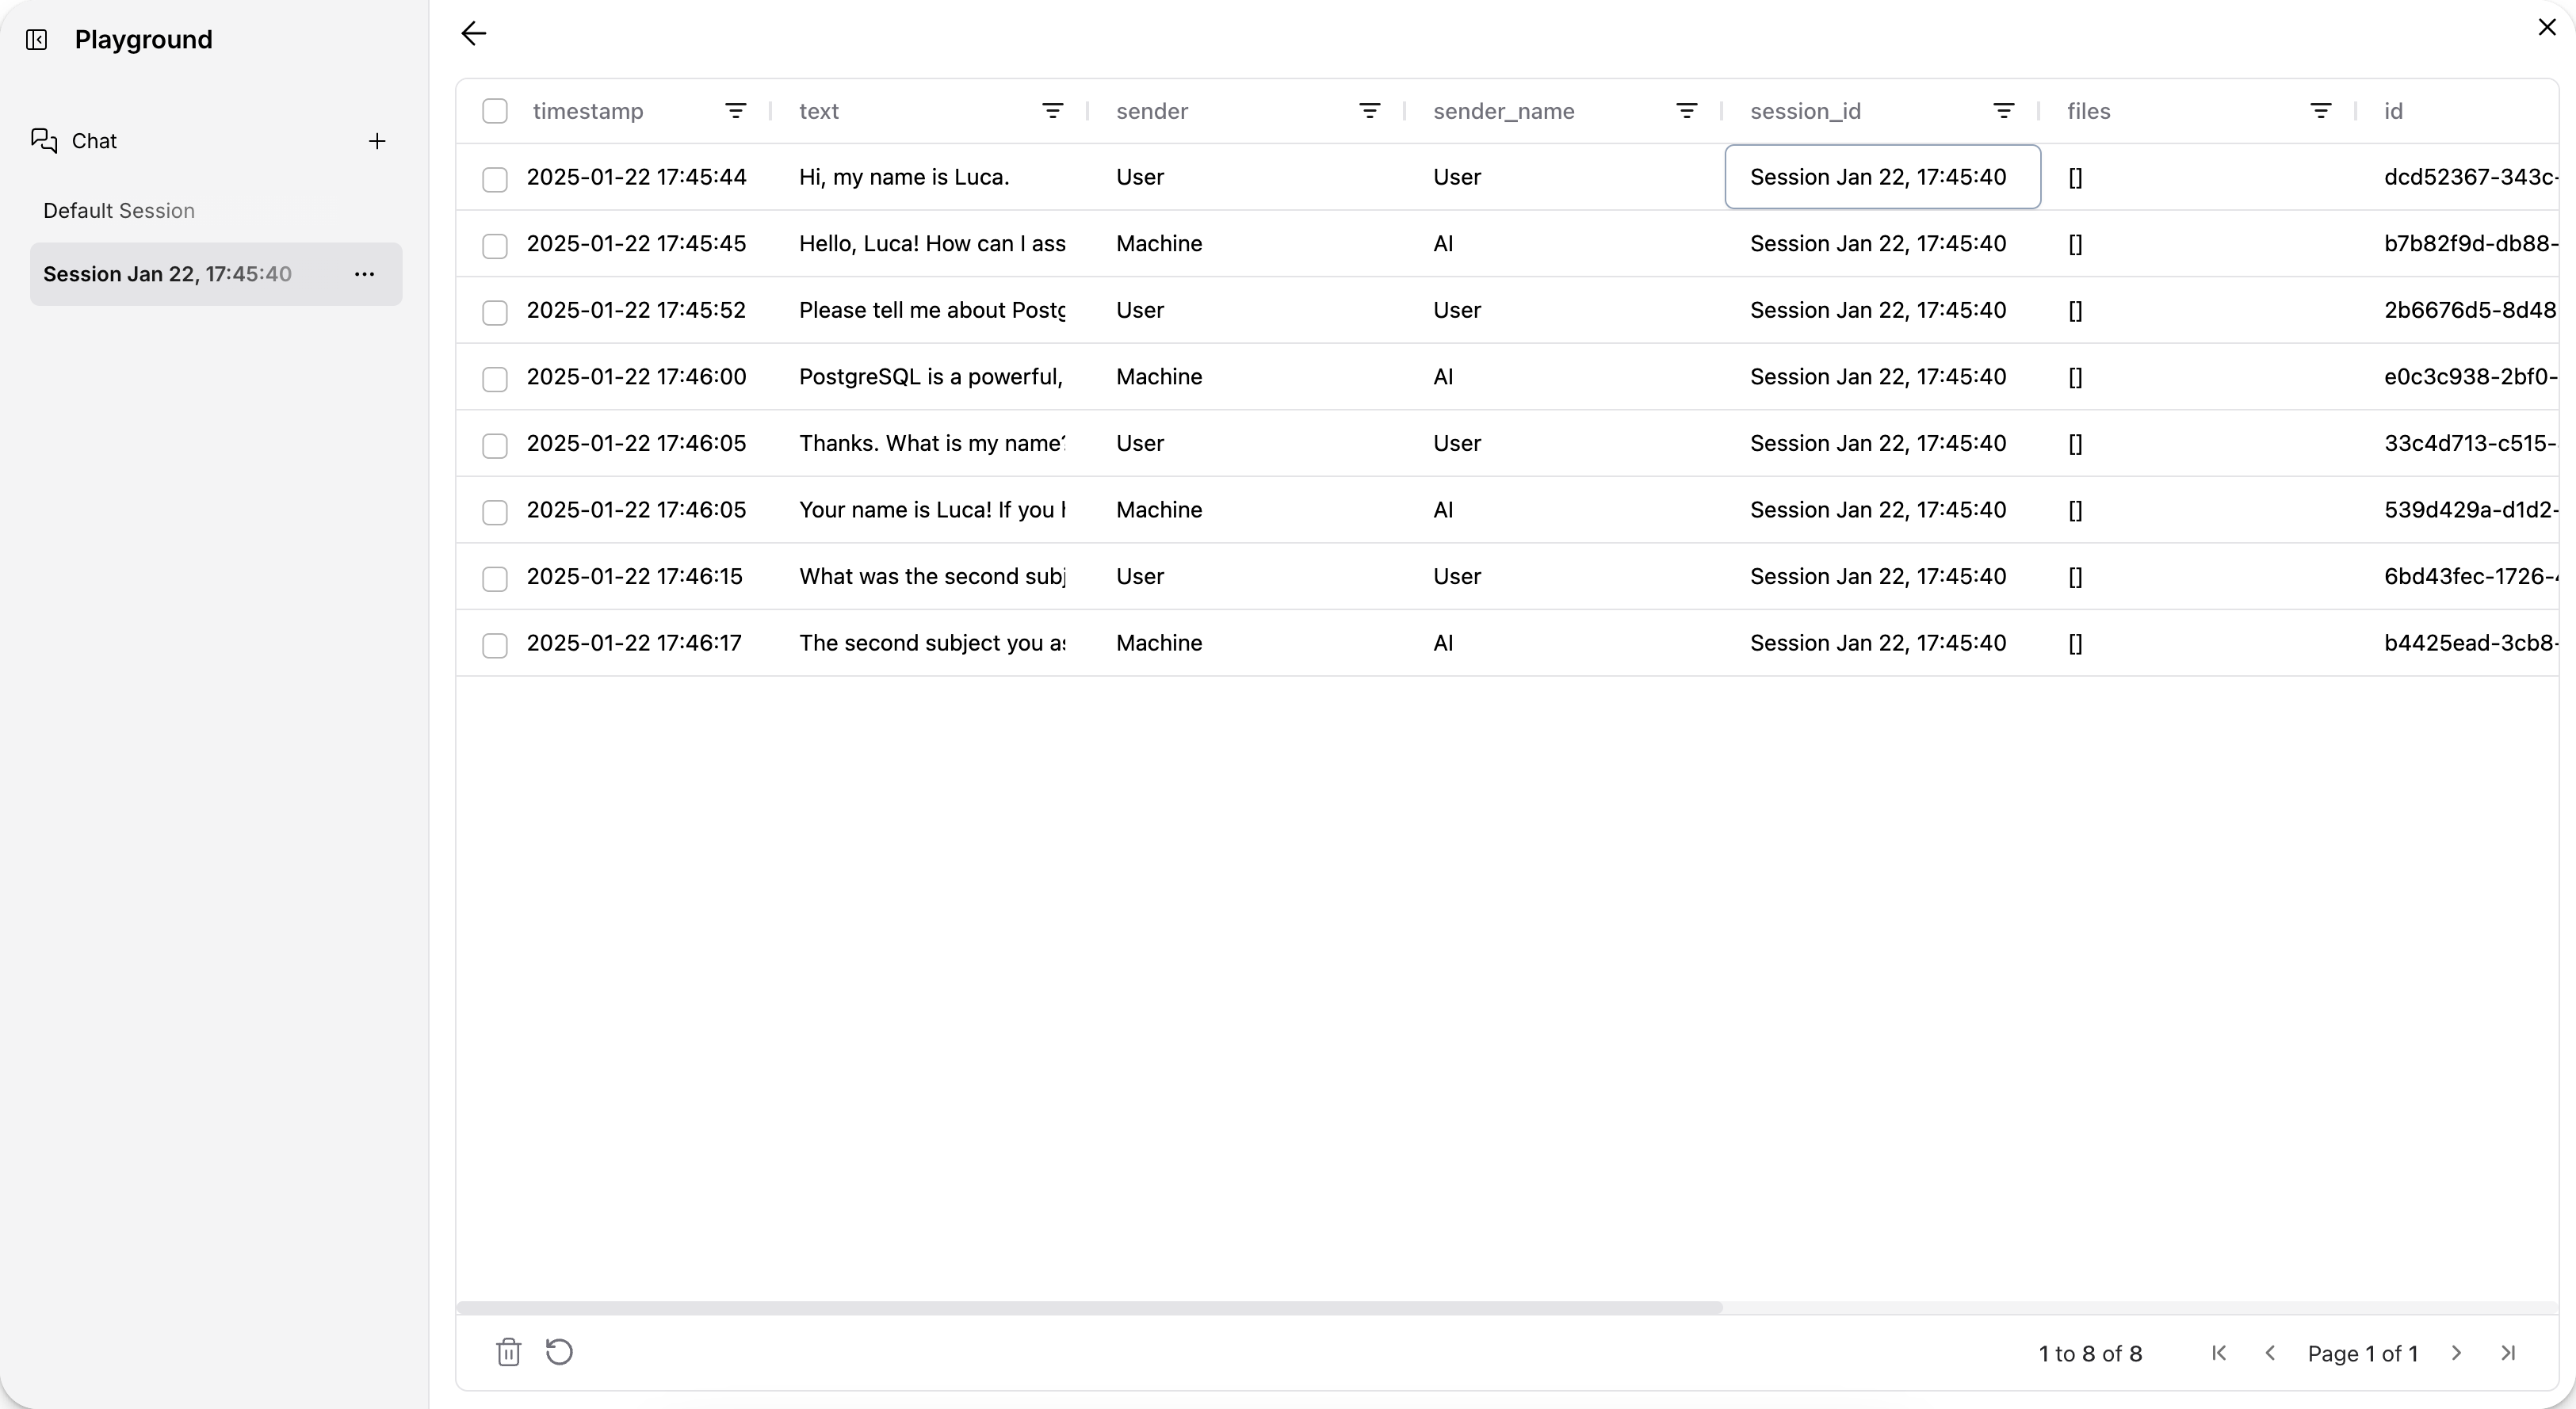 Playground
Chat
Default Session
Session Jan 22, 17:45:40
timestamp text sender sender_name session_id files id
2025-01-22 17:45:44 Hi, my name is Luca. User User Session Jan 22, 17:45:40 [] dcd52367-343c-
2025-01-22 17:45:45 Hello, Luca! How can I ass Machine AI Session Jan 22, 17:45:40 [] b7b82f9d-db88-
2025-01-22 17:45:52 Please tell me about Postg User User Session Jan 22, 17:45:40 [] 2b6676d5-8d48
2025-01-22 17:46:00 PostgreSQL is a powerful, Machine AI Session Jan 22, 17:45:40 [] e0c3c938-2bf0-
2025-01-22 17:46:05 Thanks. What is my name? User User Session Jan 22, 17:45:40 [] 33c4d713-c515-
2025-01-22 17:46:05 Your name is Luca! If you Machine AI Session Jan 22, 17:45:40 [] 539d429a-d1d2-
2025-01-22 17:46:15 What was the second subj User User Session Jan 22, 17:45:40 [] 6bd43fec-1726-
2025-01-22 17:46:17 The second subject you as Machine AI Session Jan 22, 17:45:40 [] b4425ead-3cb8-
1 to 8 of 8 Page 1 of 1